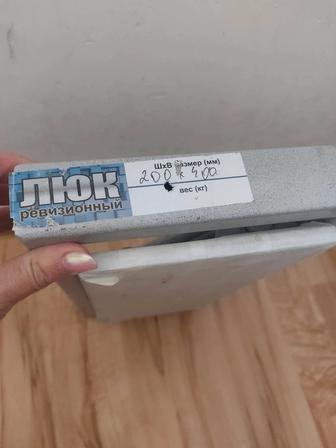 ЛЮК
ревизионный
ШхВ размер (мм)
200 x 400
вес (кг)